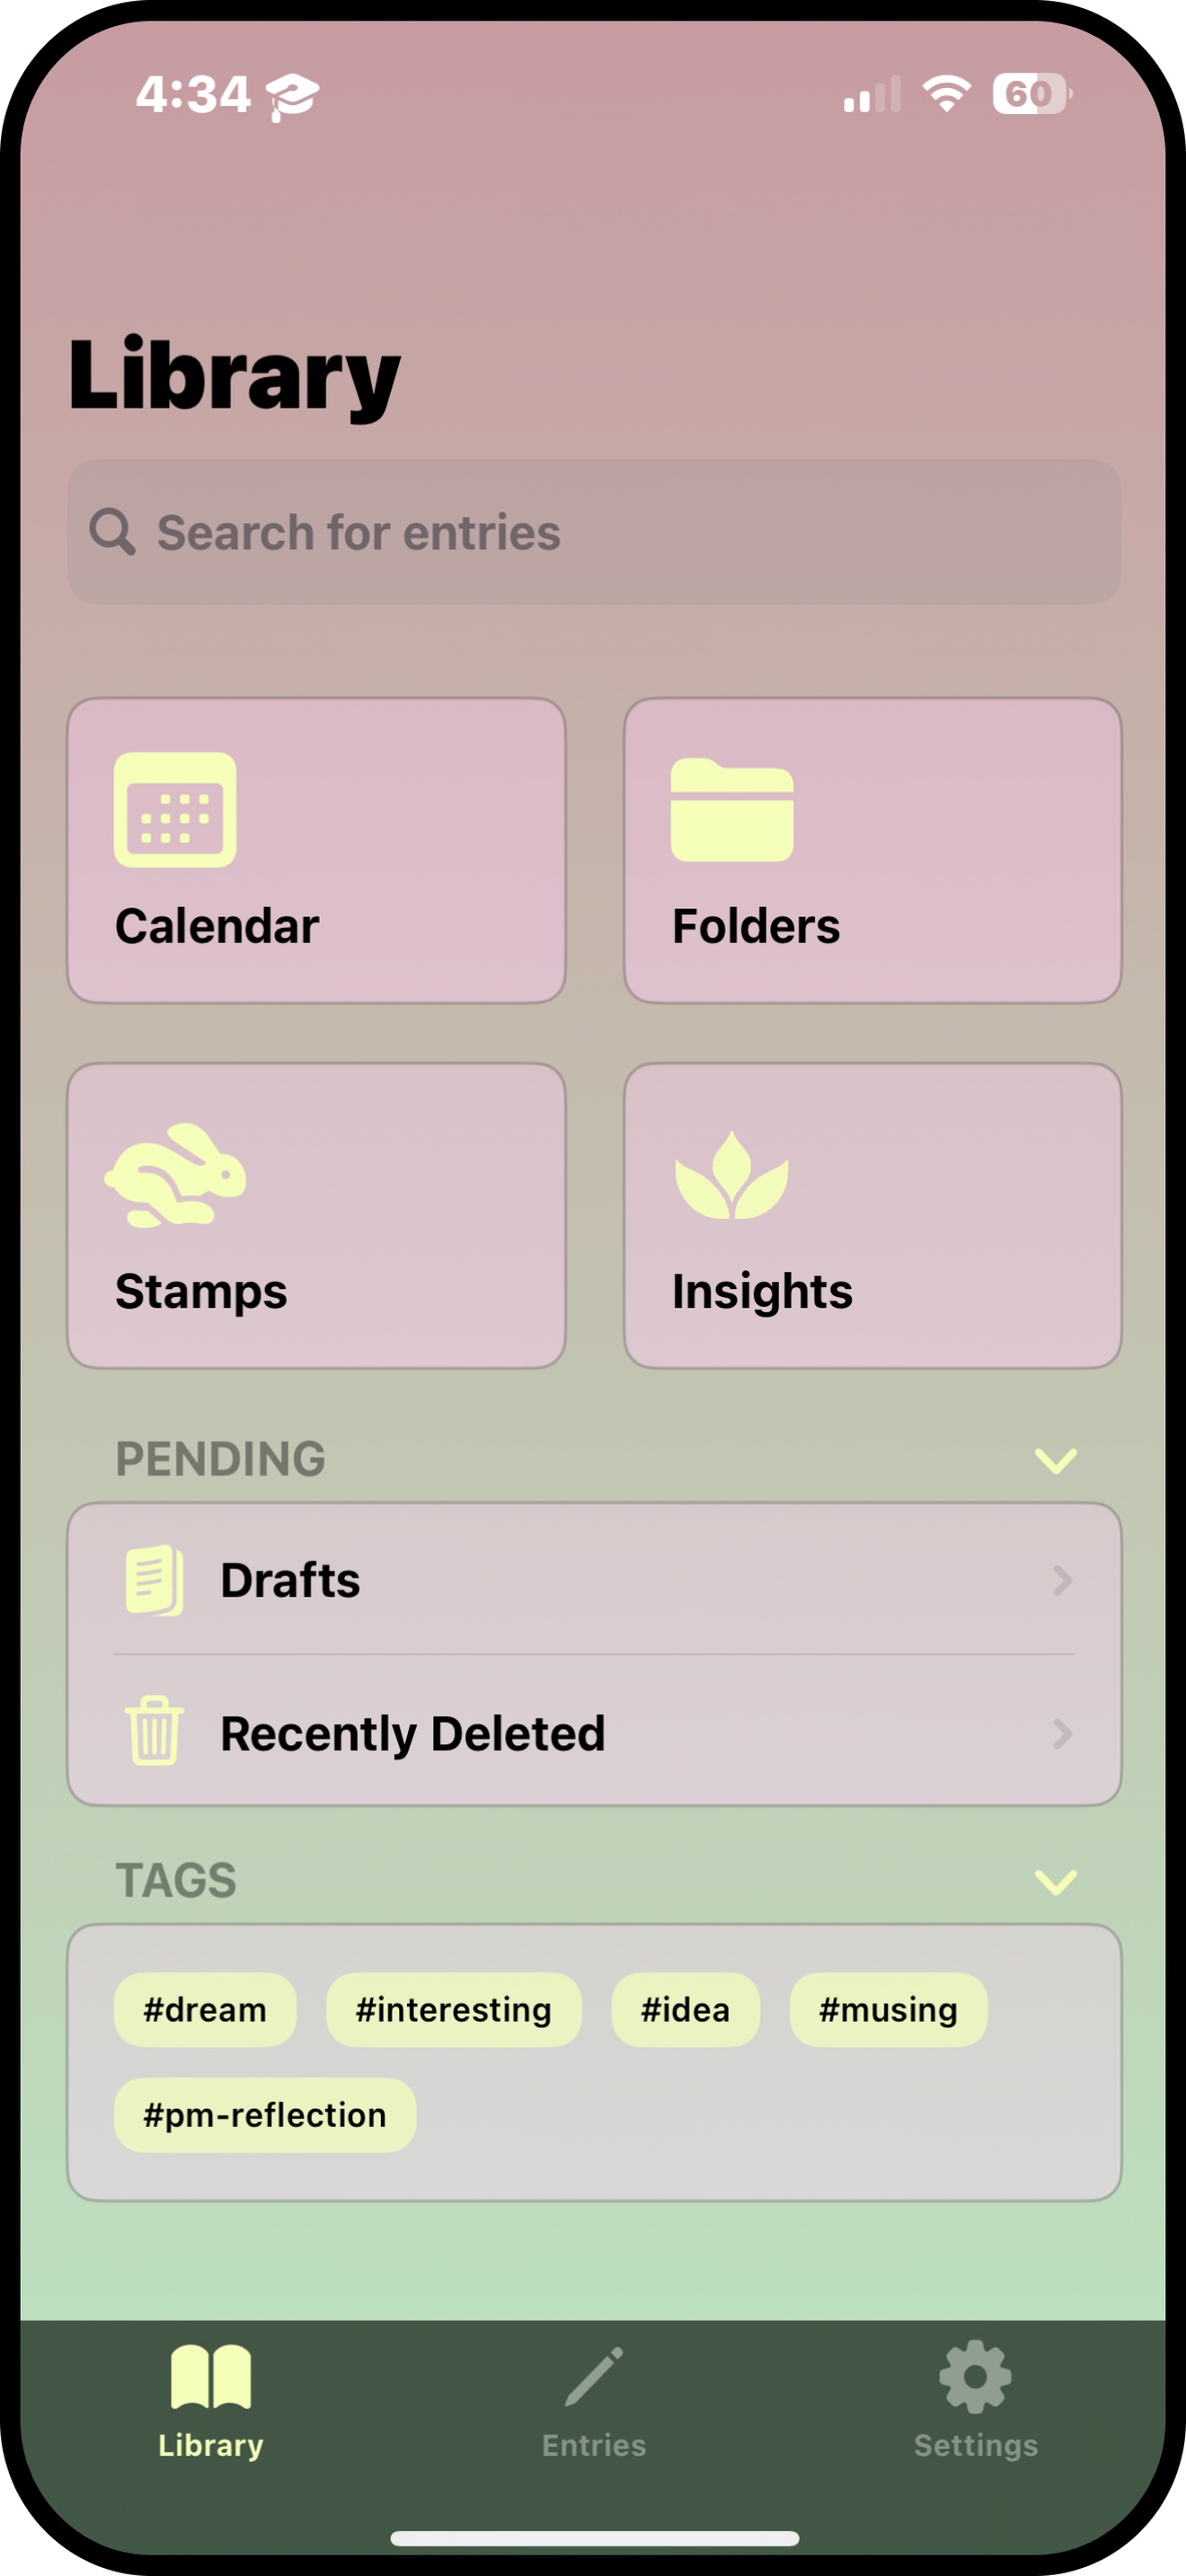 4:34
60
Library
Search for entries
Calendar
Folders
Stamps
Insights
PENDING
Drafts
Recently Deleted
TAGS
#dream #interesting #idea #musing
#pm-reflection
Library Entries Settings